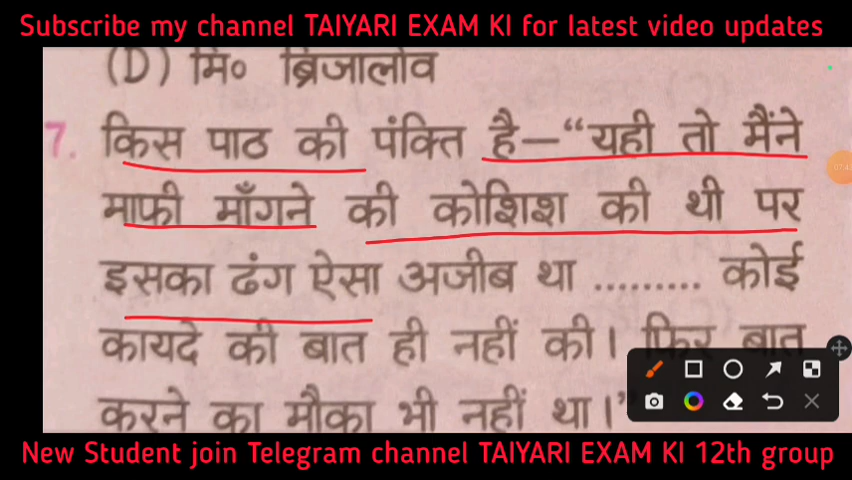 Subscribe my channel TAIYARI EXAM KI for latest video updates
(D) मि० ब्रिजालोव
7. किस पाठ की पंक्ति है–“यही तो मैंने
माफी माँगने की कोशिश की थी पर
इसका ढंग ऐसा अजीब था ......... कोई
कायदे की बात ही नहीं की। फिर बात
करने का मौका भी नहीं था।”
New Student join Telegram channel TAIYARI EXAM KI 12th group